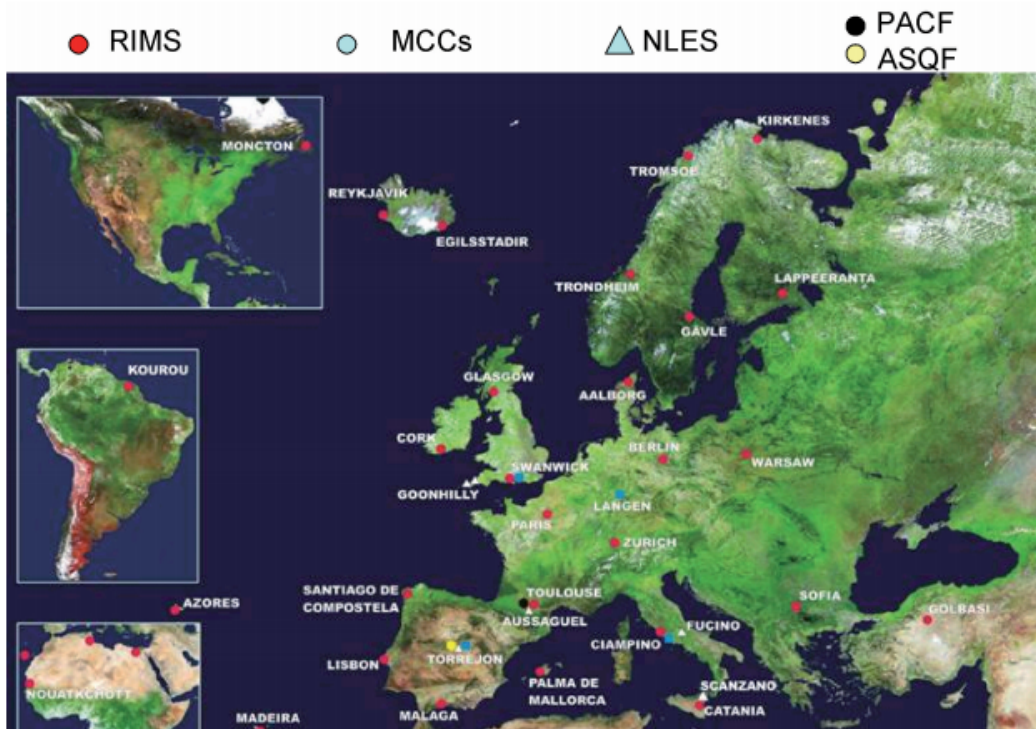 RIMS
MCCs
NLES
PACF
ASQF
MONCTON
KIRKENES
TROMSOE
REYKJAVIK
EGILSSTADIR
TRONDHEIM
LAPPEERANTA
GAVLE
KOUROU
GLASGOW
AALBORG
CORK
BERLIN
WARSAW
SWANWICK
GOONHILLY
LANGEN
PARIS
ZURICH
SANTIAGO DE
COMPOSTELA
TOULOUSE
AUSSAGUEL
AZORES
SOFIA
GOLBASI
FUCINO
CIAMPINO
LISBON
TORREJON
PALMA DE
MALLORCA
SCANZANO
CATANIA
NOUATKCHOTT
MADEIRA
MALAGA